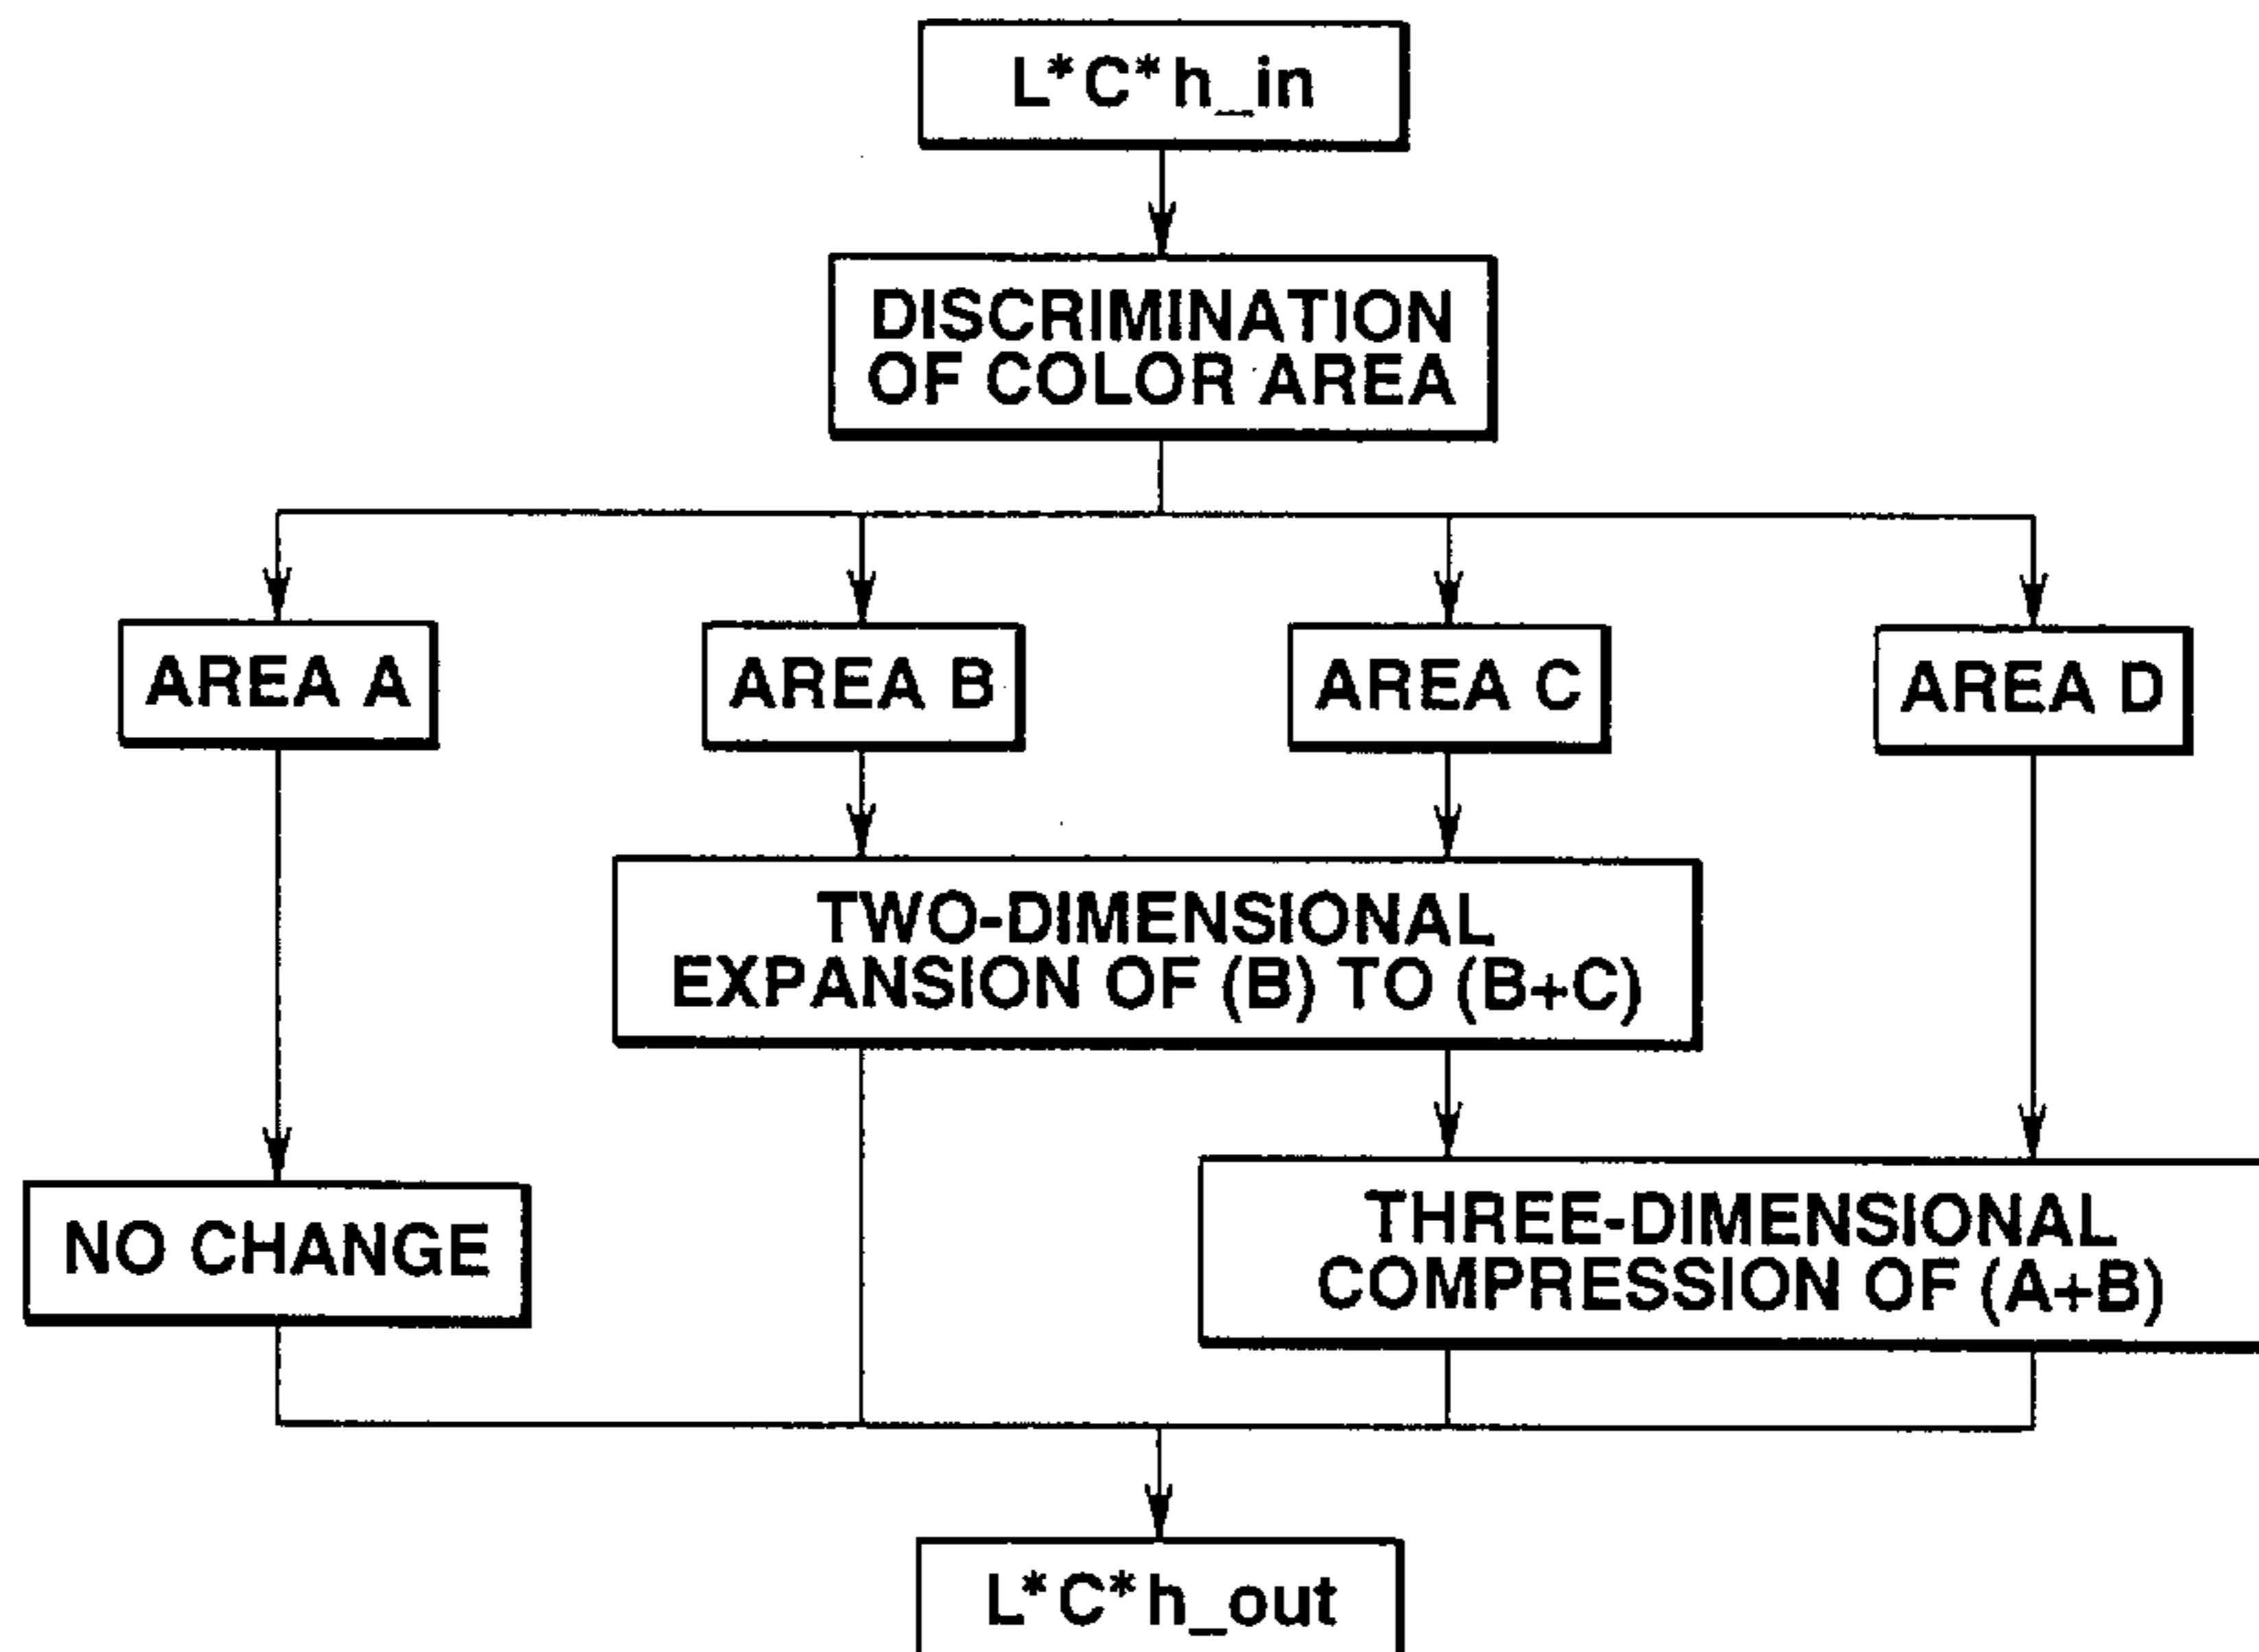 L*C*h_in
DISCRIMINATION
OF COLOR AREA
AREA A
AREA B
AREA C
AREA D
TWO-DIMENSIONAL
EXPANSION OF (B) TO (B+C)
NO CHANGE
THREE-DIMENSIONAL
COMPRESSION OF (A+B)
L*C*h_out